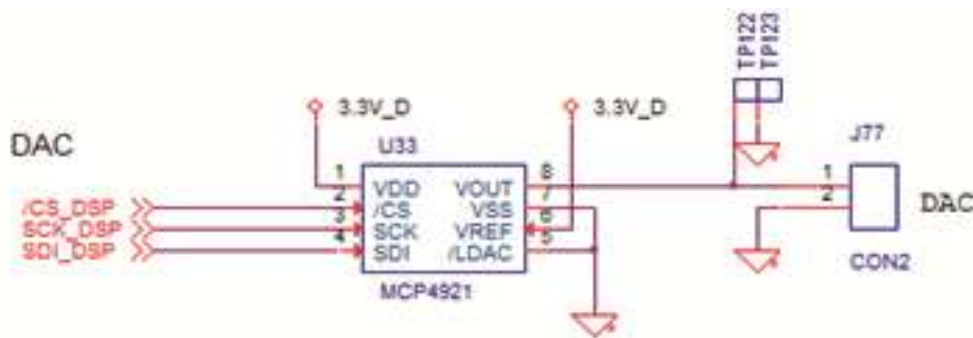 TP122
TP123
3.3V_D
3.3V_D
DAC
U33
J77
1
8
1
VDD
VOUT
2
7
2
/CS_DSP
/CS
VSS
DAC
3
6
SCK_DSP
SCK
VREF
4
5
SDI_DSP
SDI
/LDAC
CON2
MCP4921